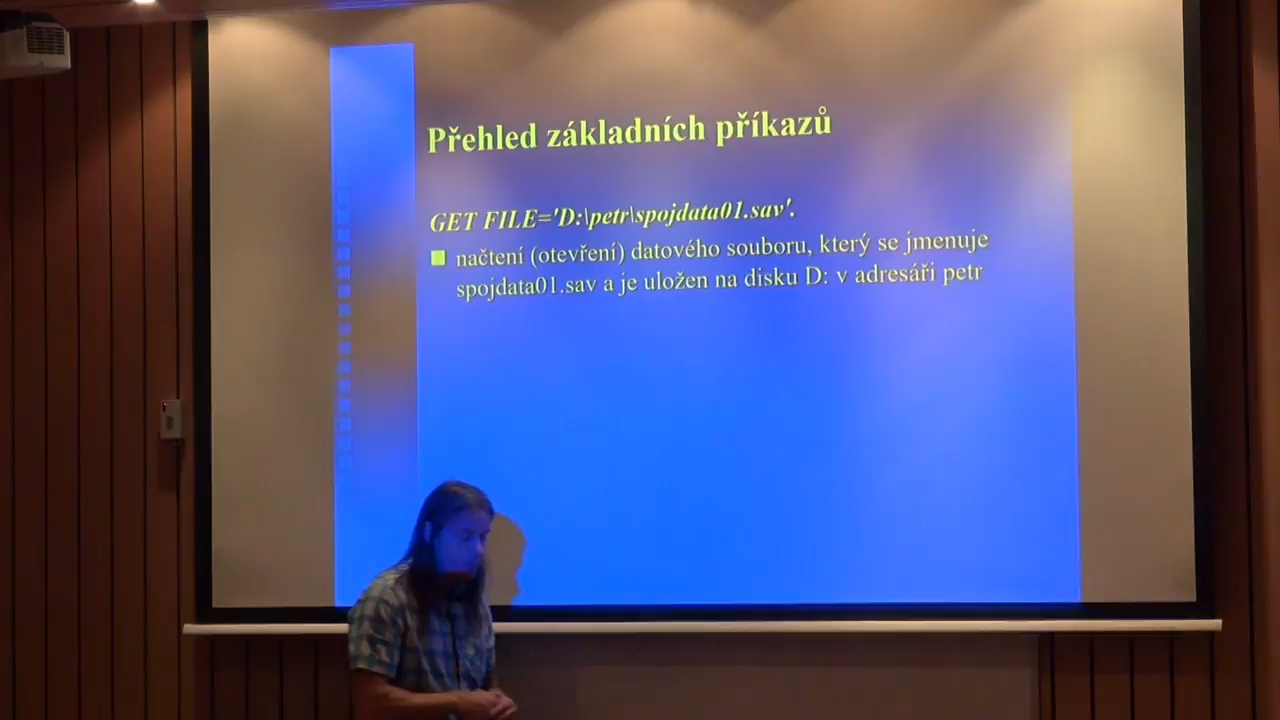 Přehled základních příkazů
GET FILE='D:\petr\spojdata01.sav'.
načtení (otevření) datového souboru, který se jmenuje
spojdata01.sav a je uložen na disku D: v adresáři petr